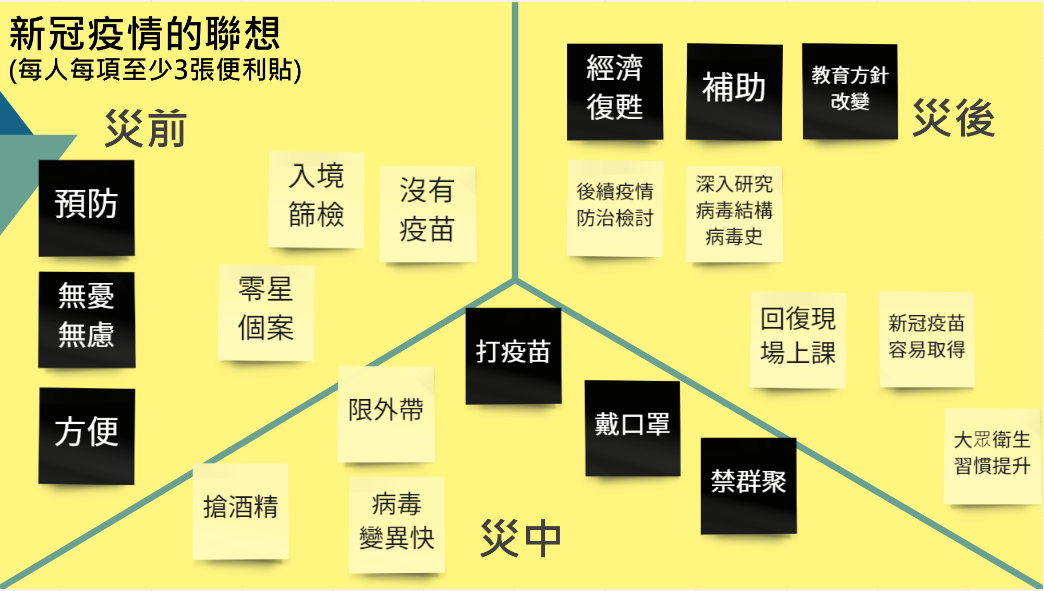 新冠疫情的聯想
(每人每項至少3張便利貼)
災前
預防
無憂
無慮
方便
入境
篩檢
沒有
疫苗
零星
個案
災後
經濟
復甦
補助
教育方針
改變
後續疫情
防治檢討
深入研究
病毒結構
病毒史
回復現
場上課
新冠疫苗
容易取得
大眾衛生
習慣提升
災中
打疫苗
戴口罩
禁群聚
限外帶
搶酒精
病毒
變異快